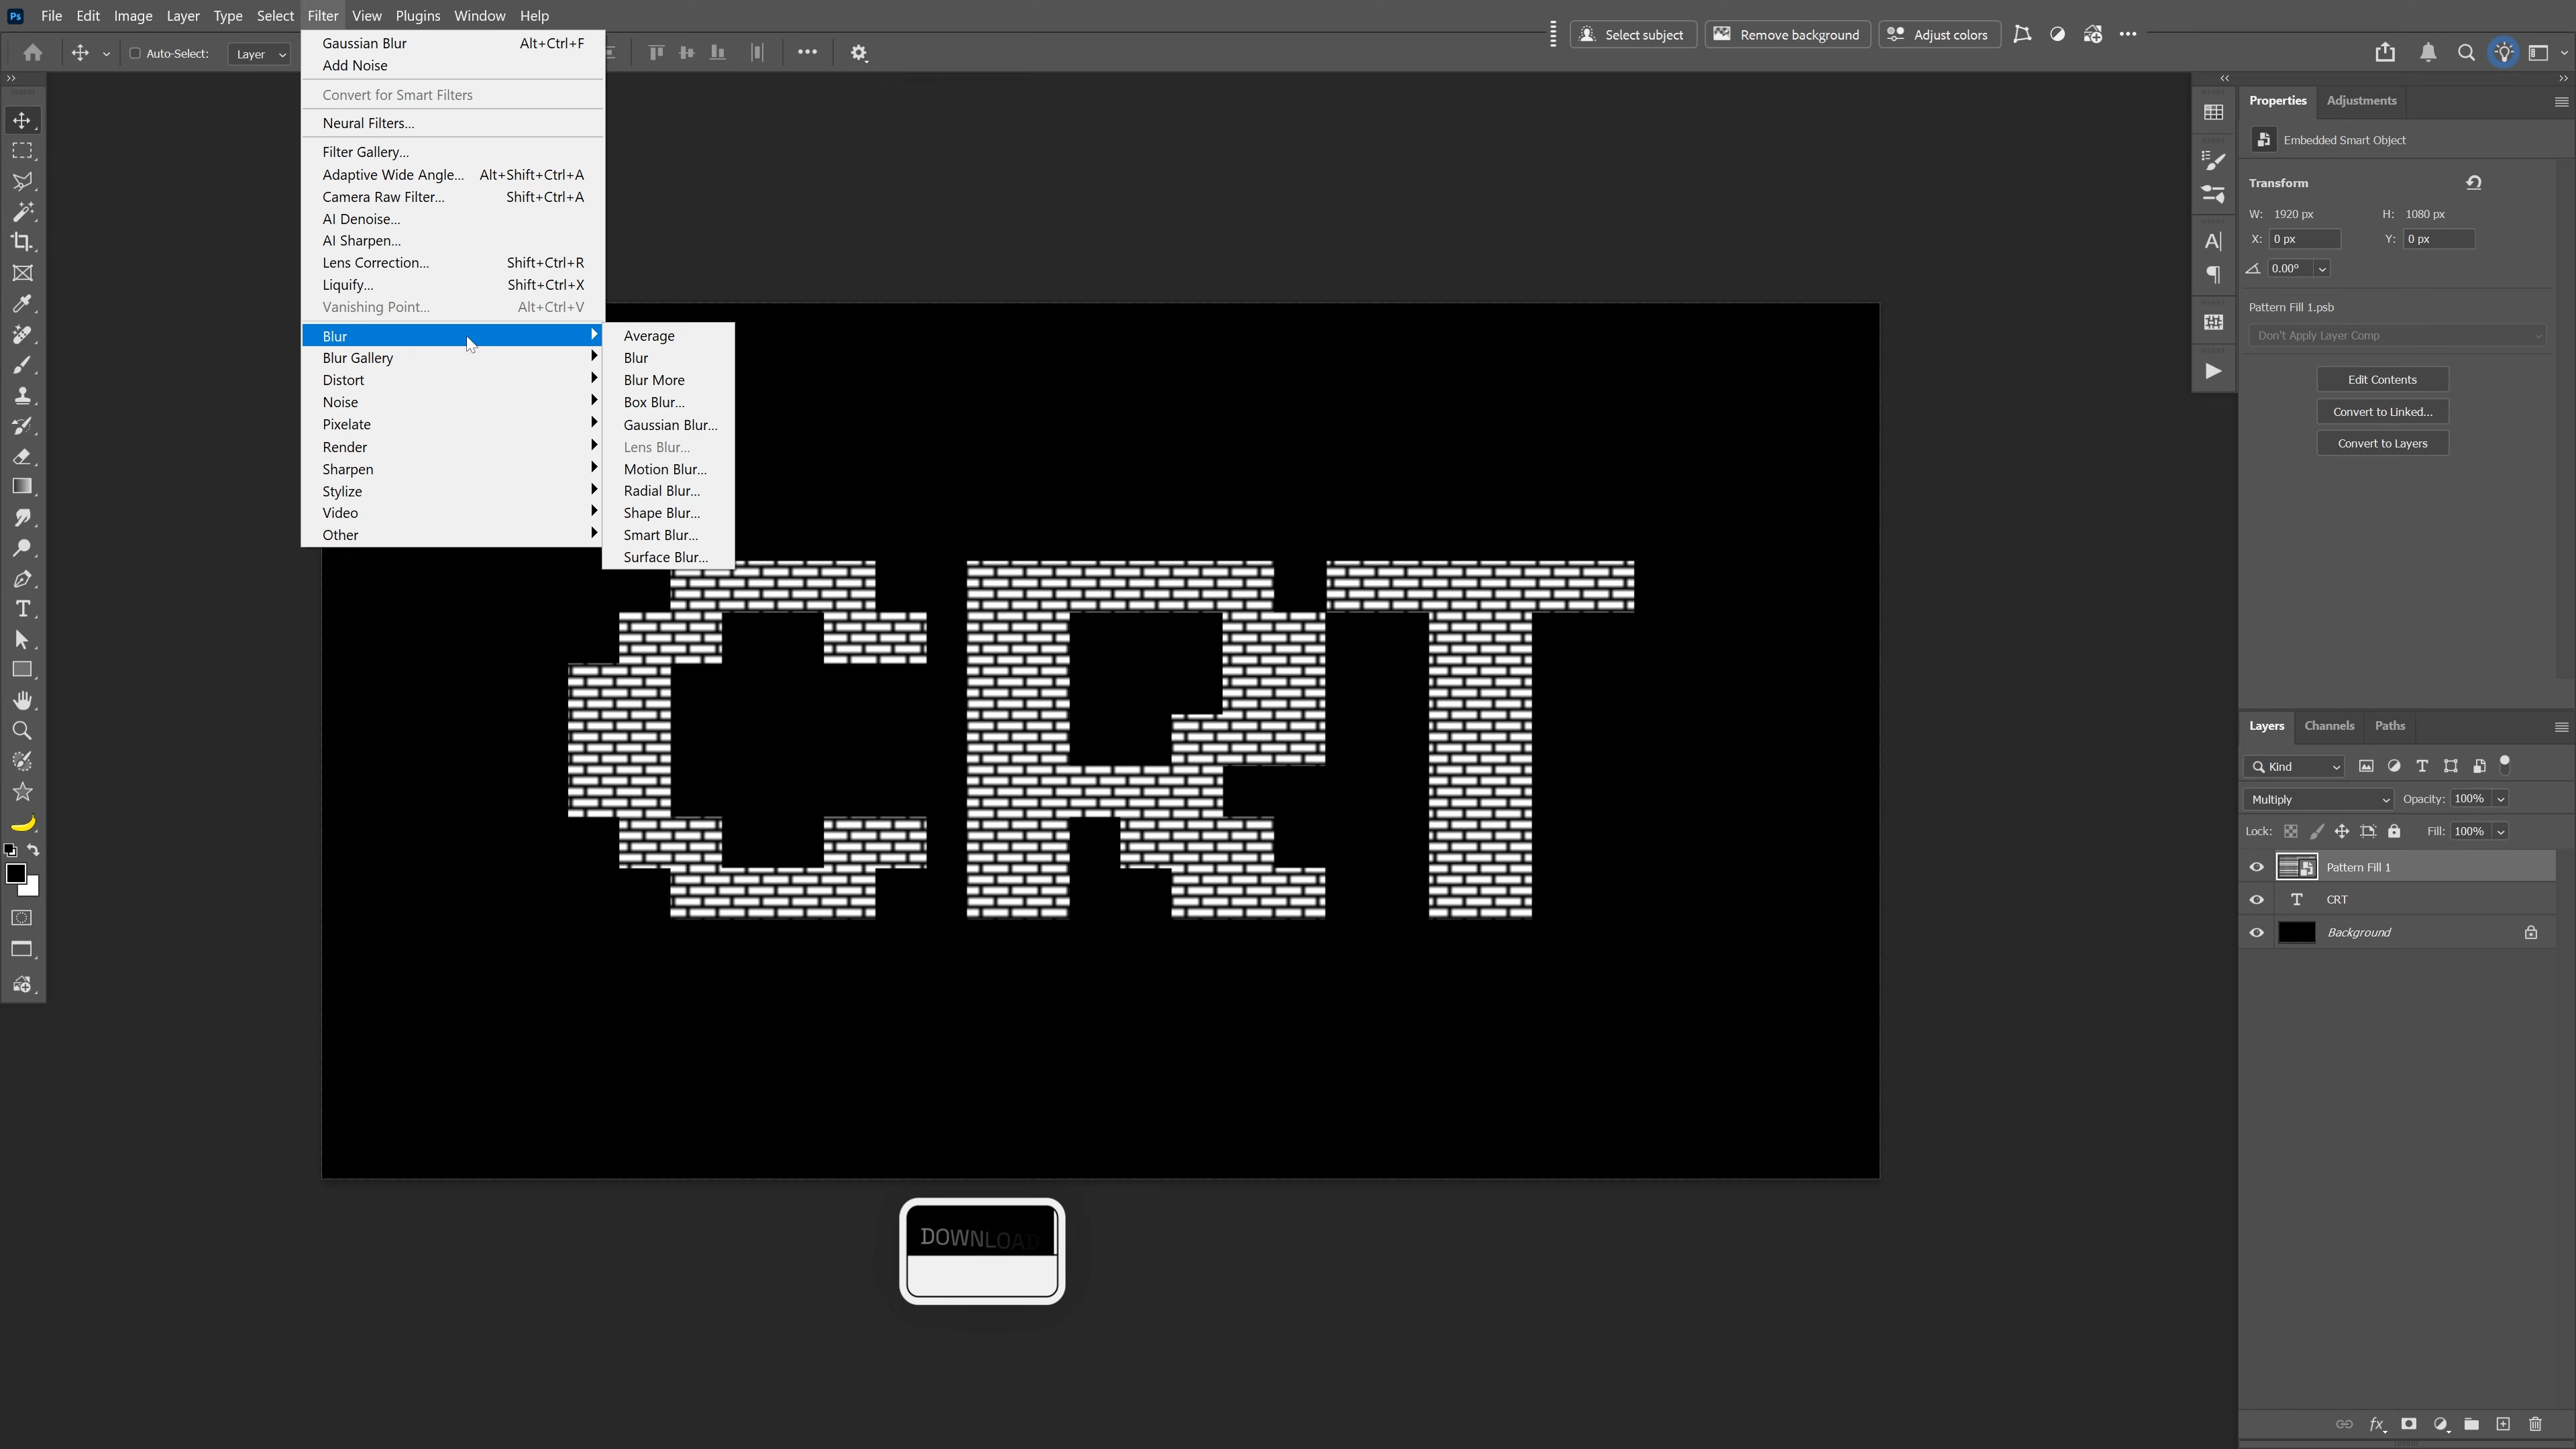 Ps File Edit Image Layer Type Select Filter View Plugins Window Help
Auto-Select: Layer
Select subject Remove background Adjust colors
Gaussian Blur Alt+Ctrl+F
Add Noise
Convert for Smart Filters
Neural Filters...
Filter Gallery...
Adaptive Wide Angle... Alt+Shift+Ctrl+A
Camera Raw Filter... Shift+Ctrl+A
AI Denoise...
AI Sharpen...
Lens Correction... Shift+Ctrl+R
Liquify... Shift+Ctrl+X
Vanishing Point... Alt+Ctrl+V
Blur
Blur Gallery
Distort
Noise
Pixelate
Render
Sharpen
Stylize
Video
Other
Average
Blur
Blur More
Box Blur...
Gaussian Blur...
Lens Blur...
Motion Blur...
Radial Blur...
Shape Blur...
Smart Blur...
Surface Blur...
CRT
DOWNLOAD
Properties Adjustments
Embedded Smart Object
Transform
W: 1920 px H: 1080 px
X: 0 px Y: 0 px
0.00°
Pattern Fill 1.psb
Don't Apply Layer Comp
Edit Contents
Convert to Linked...
Convert to Layers
Layers Channels Paths
Kind
Multiply Opacity: 100%
Lock: Fill: 100%
Pattern Fill 1
CRT
Background